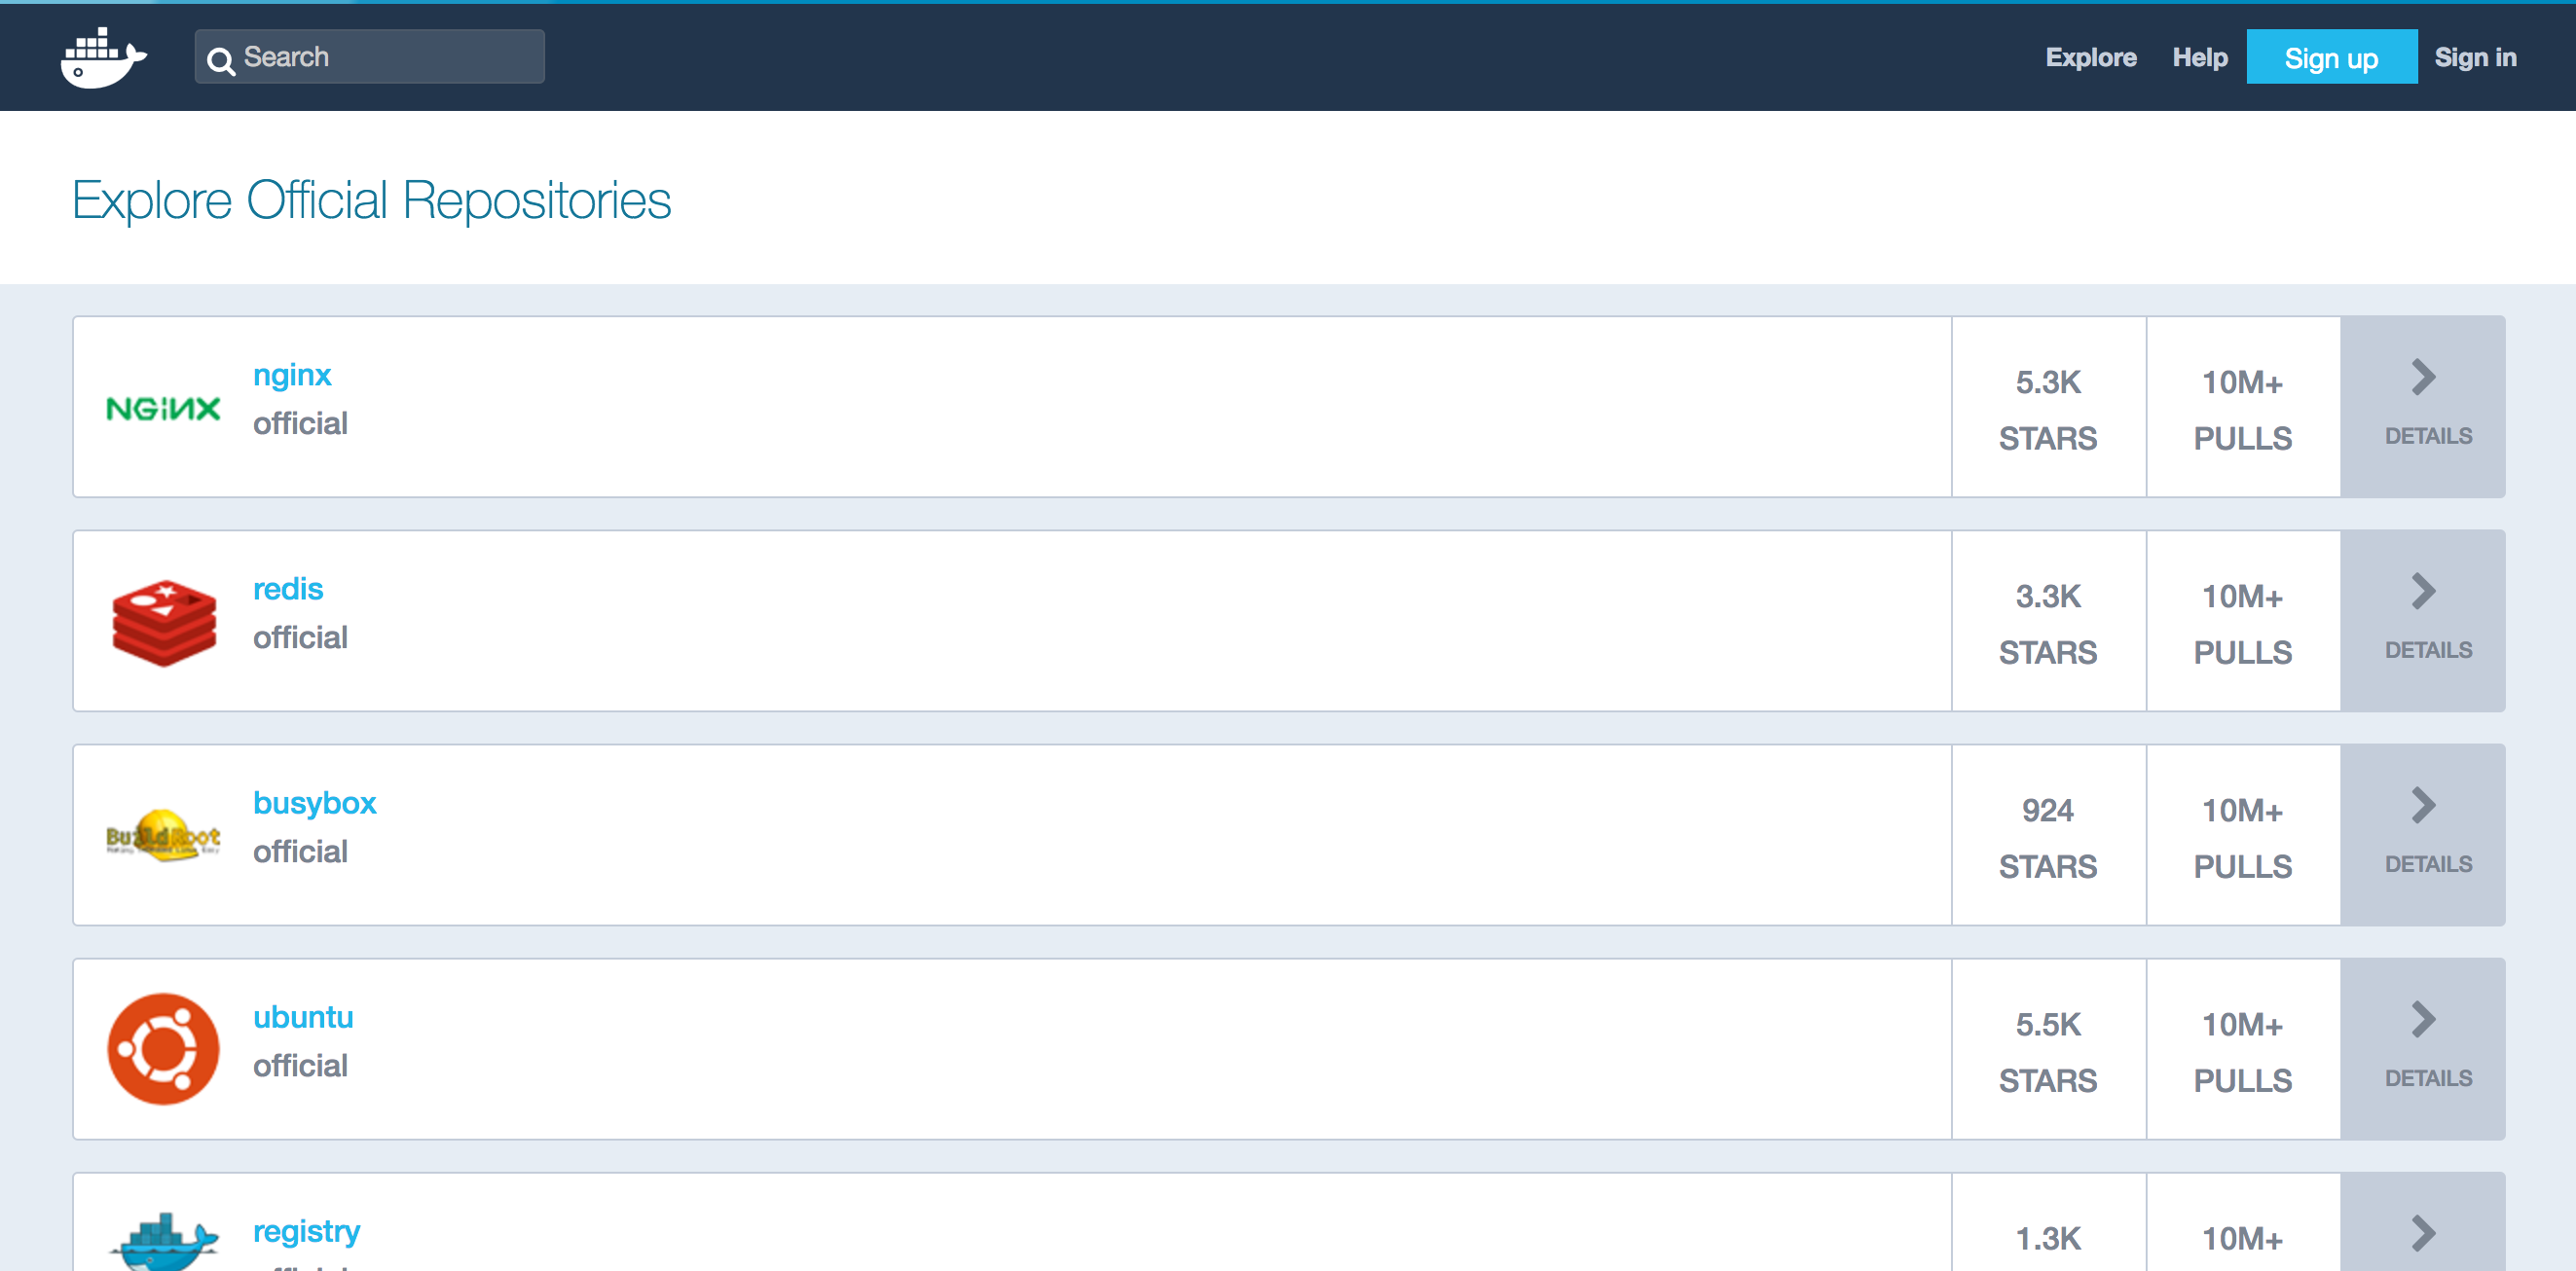 Search
Explore Help Sign up Sign in
Explore Official Repositories
NGINX
nginx
official
5.3K
STARS
10M+
PULLS
DETAILS
redis
official
3.3K
STARS
10M+
PULLS
DETAILS
BuildRoot
busybox
official
924
STARS
10M+
PULLS
DETAILS
ubuntu
official
5.5K
STARS
10M+
PULLS
DETAILS
registry
1.3K
10M+